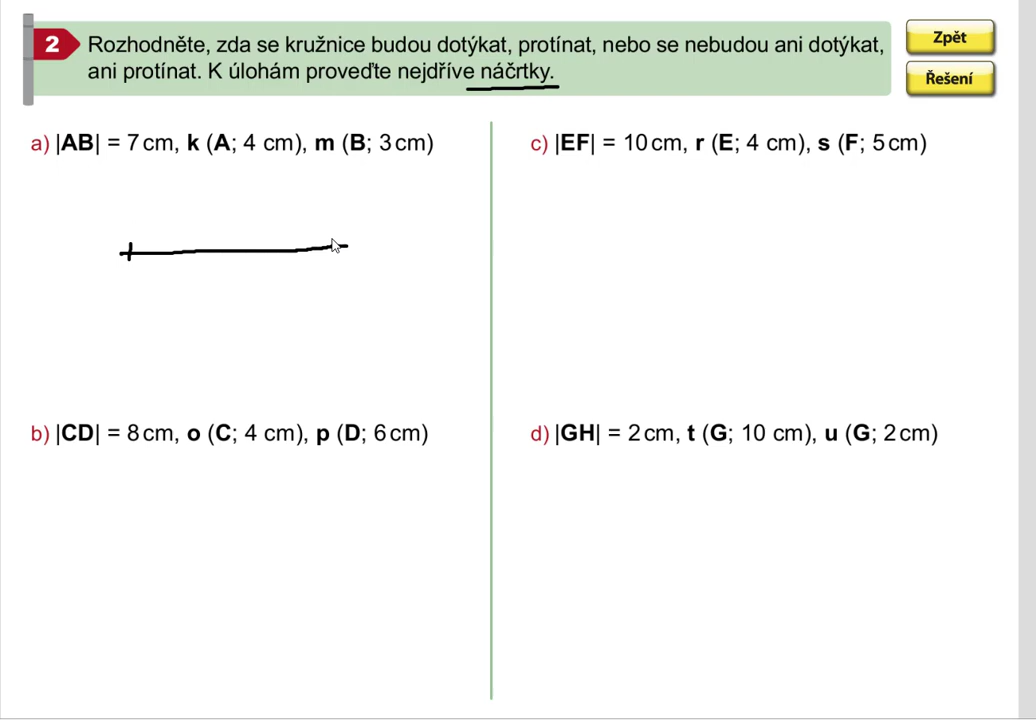 2 Rozhodněte, zda se kružnice budou dotýkat, protínat, nebo se nebudou ani dotýkat,
ani protínat. K úlohám proveďte nejdříve náčrtky.
Zpět
Řešení
a) |AB| = 7 cm, k (A; 4 cm), m (B; 3 cm)
c) |EF| = 10 cm, r (E; 4 cm), s (F; 5 cm)
b) |CD| = 8 cm, o (C; 4 cm), p (D; 6 cm)
d) |GH| = 2 cm, t (G; 10 cm), u (G; 2 cm)